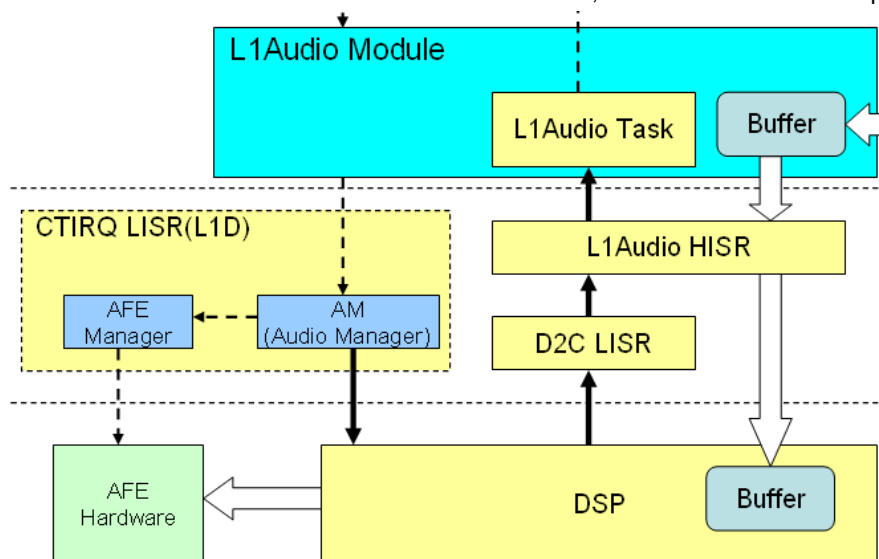 L1Audio Module
L1Audio Task
Buffer
CTIRQ LISR(L1D)
L1Audio HISR
AFE
Manager
AM
(Audio Manager)
D2C LISR
AFE
Hardware
DSP
Buffer